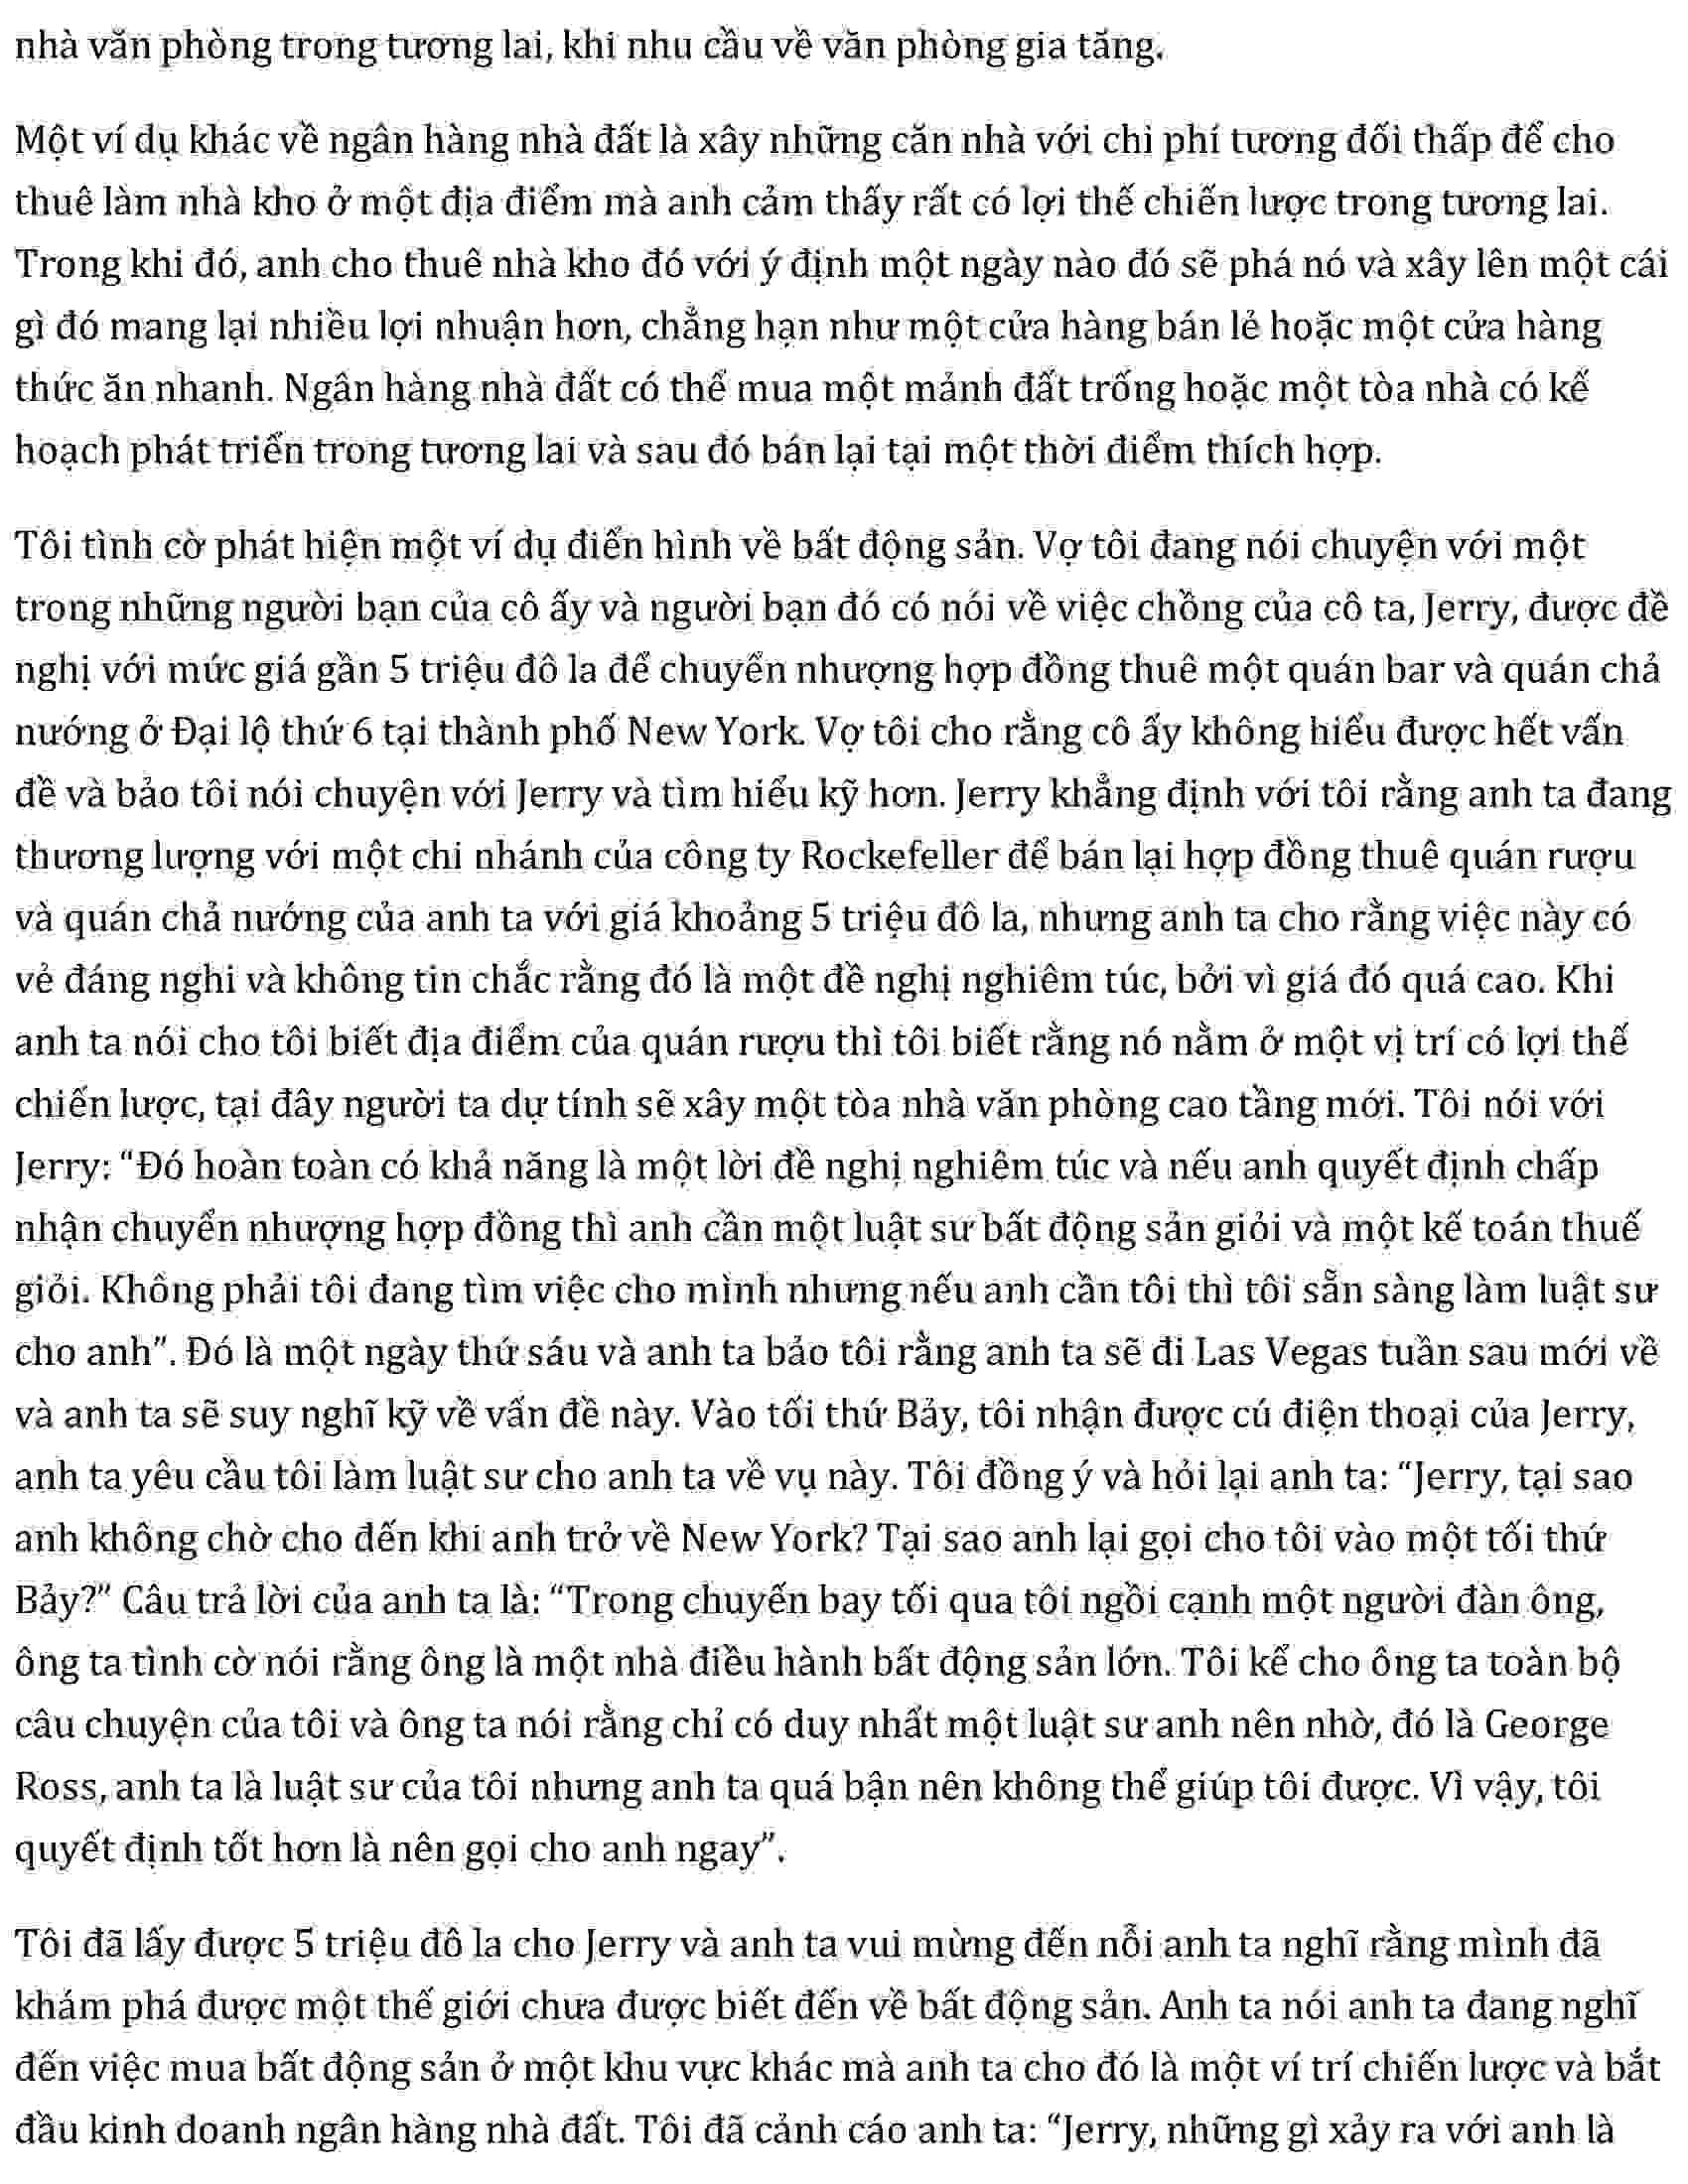 nhà văn phòng trong tương lai, khi nhu cầu về văn phòng gia tăng.
Một ví dụ khác về ngân hàng nhà đất là xây những căn nhà với chi phí tương đối thấp để cho
thuê làm nhà kho ở một địa điểm mà anh cảm thấy rất có lợi thế chiến lược trong tương lai.
Trong khi đó, anh cho thuê nhà kho đó với ý định một ngày nào đó sẽ phá nó và xây lên một cái
gì đó mang lại nhiều lợi nhuận hơn, chẳng hạn như một cửa hàng bán lẻ hoặc một cửa hàng
thức ăn nhanh. Ngân hàng nhà đất có thể mua một mảnh đất trống hoặc một tòa nhà có kế
hoạch phát triển trong tương lai và sau đó bán lại tại một thời điểm thích hợp.
Tôi tình cờ phát hiện một ví dụ điển hình về bất động sản. Vợ tôi đang nói chuyện với một
trong những người bạn của cô ấy và người bạn đó có nói về việc chồng của cô ta, Jerry, được đề
nghị với mức giá gần 5 triệu đô la để chuyển nhượng hợp đồng thuê một quán bar và quán chả
nướng ở Đại lộ thứ 6 tại thành phố New York. Vợ tôi cho rằng cô ấy không hiểu được hết vấn
đề và bảo tôi nói chuyện với Jerry và tìm hiểu kỹ hơn. Jerry khẳng định với tôi rằng anh ta đang
thương lượng với một chi nhánh của công ty Rockefeller để bán lại hợp đồng thuê quán rượu
và quán chả nướng của anh ta với giá khoảng 5 triệu đô la, nhưng anh ta cho rằng việc này có
vẻ đáng nghi và không tin chắc rằng đó là một đề nghị nghiêm túc, bởi vì giá đó quá cao. Khi
anh ta nói cho tôi biết địa điểm của quán rượu thì tôi biết rằng nó nằm ở một vị trí có lợi thế
chiến lược, tại đây người ta dự tính sẽ xây một tòa nhà văn phòng cao tầng mới. Tôi nói với
Jerry: “Đó hoàn toàn có khả năng là một lời đề nghị nghiêm túc và nếu anh quyết định chấp
nhận chuyển nhượng hợp đồng thì anh cần một luật sư bất động sản giỏi và một kế toán thuế
giỏi. Không phải tôi đang tìm việc cho mình nhưng nếu anh cần tôi thì tôi sẵn sàng làm luật sư
cho anh”. Đó là một ngày thứ sáu và anh ta bảo tôi rằng anh ta sẽ đi Las Vegas tuần sau mới về
và anh ta sẽ suy nghĩ kỹ về vấn đề này. Vào tối thứ Bảy, tôi nhận được cú điện thoại của Jerry,
anh ta yêu cầu tôi làm luật sư cho anh ta về vụ này. Tôi đồng ý và hỏi lại anh ta: “Jerry, tại sao
anh không chờ cho đến khi anh trở về New York? Tại sao anh lại gọi cho tôi vào một tối thứ
Bảy?” Câu trả lời của anh ta là: “Trong chuyến bay tối qua tôi ngồi cạnh một người đàn ông,
ông ta tình cờ nói rằng ông là một nhà điều hành bất động sản lớn. Tôi kể cho ông ta toàn bộ
câu chuyện của tôi và ông ta nói rằng chỉ có duy nhất một luật sư anh nên nhờ, đó là George
Ross, anh ta là luật sư của tôi nhưng anh ta quá bận nên không thể giúp tôi được. Vì vậy, tôi
quyết định tốt hơn là nên gọi cho anh ngay”.
Tôi đã lấy được 5 triệu đô la cho Jerry và anh ta vui mừng đến nỗi anh ta nghĩ rằng mình đã
khám phá được một thế giới chưa được biết đến về bất động sản. Anh ta nói anh ta đang nghĩ
đến việc mua bất động sản ở một khu vực khác mà anh ta cho đó là một ví trí chiến lược và bắt
đầu kinh doanh ngân hàng nhà đất. Tôi đã cảnh cáo anh ta: “Jerry, những gì xảy ra với anh là